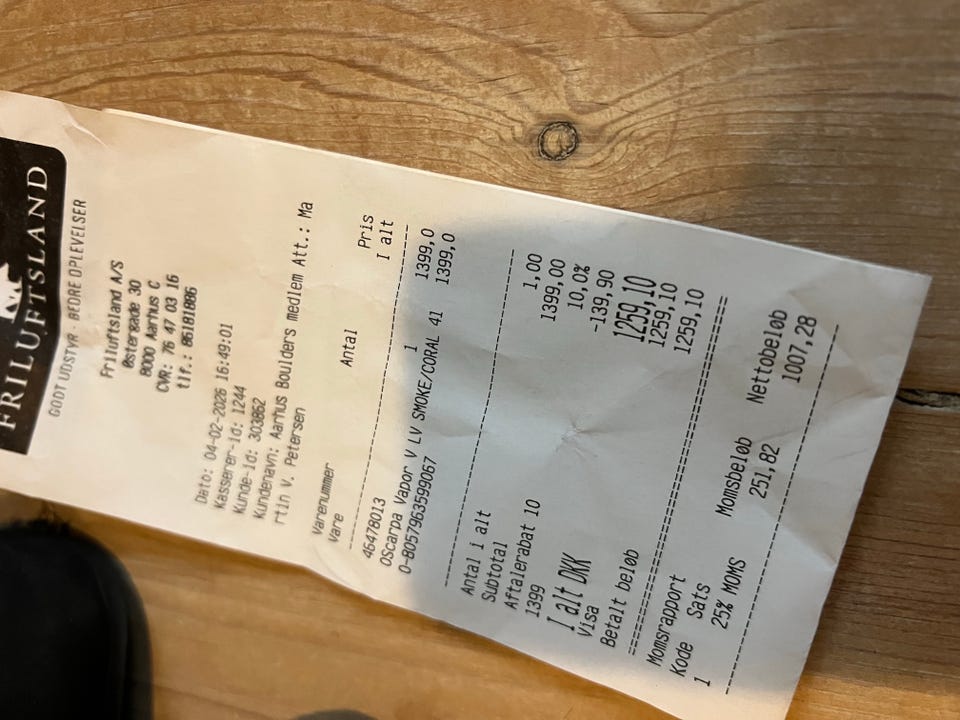 FRILUFTSLAND
GODT UDSTYR - BEDRE OPLEVELSER
Friluftsland A/S
Østergade 30
8000 Aarhus C
CVR: 76 47 03 16
tlf.: 86181886
Dato: 04-02-2026 16:49:01
Kasserer-id: 1244
Kunde-id: 303862
Kundenavn: Aarhus Boulders medlem Att.: Ma
rtin v. Petersen
Varenummer Pris
Vare Antal I alt
46478013 1399,0
0Scarpa Vapor V LV SMOKE/CORAL 41 1 1399,0
0-8057963599067
Antal i alt 1,00
Subtotal 1399,00
Aftalerabat 10 10,0%
1399 -139,90
I alt DKK 1259,10
Visa 1259,10
Betalt beløb 1259,10
Momsrapport
Kode Sats Momsbeløb Nettobeløb
1 25% MOMS 251,82 1007,28